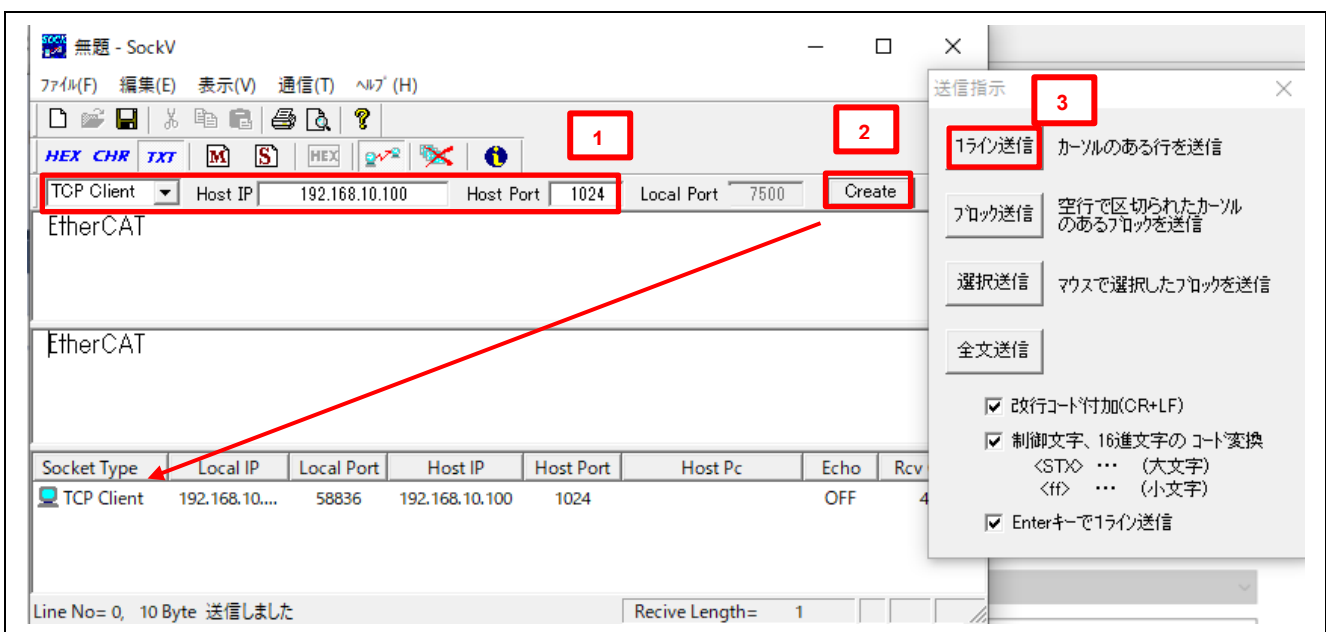 無題 - SockV
ファイル(F) 編集(E) 表示(V) 通信(T) ヘルプ(H)
HEX CHR TXT M S HEX
1
2
TCP Client Host IP 192.168.10.100 Host Port 1024 Local Port 7500 Create
EtherCAT
EtherCAT
Socket Type Local IP Local Port Host IP Host Port Host Pc Echo Rcv
TCP Client 192.168.10.... 58836 192.168.10.100 1024 OFF 4
Line No= 0, 10 Byte 送信しました Recive Length= 1
送信指示
3
1ライン送信 カーソルのある行を送信
ブロック送信 空行で区切られたカーソル
のあるブロックを送信
選択送信 マウスで選択したブロックを送信
全文送信
改行コード付加(CR+LF)
制御文字、16進文字の コード変換
<STX> … (大文字)
<ff> … (小文字)
Enterキーで1ライン送信